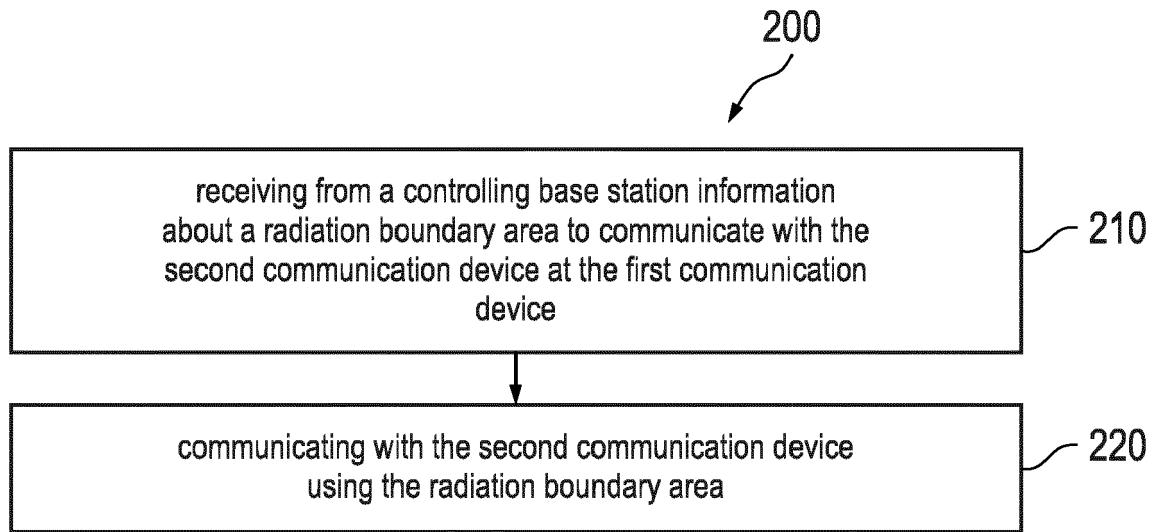 200
receiving from a controlling base station information
about a radiation boundary area to communicate with the
second communication device at the first communication
device
210
communicating with the second communication device
using the radiation boundary area
220